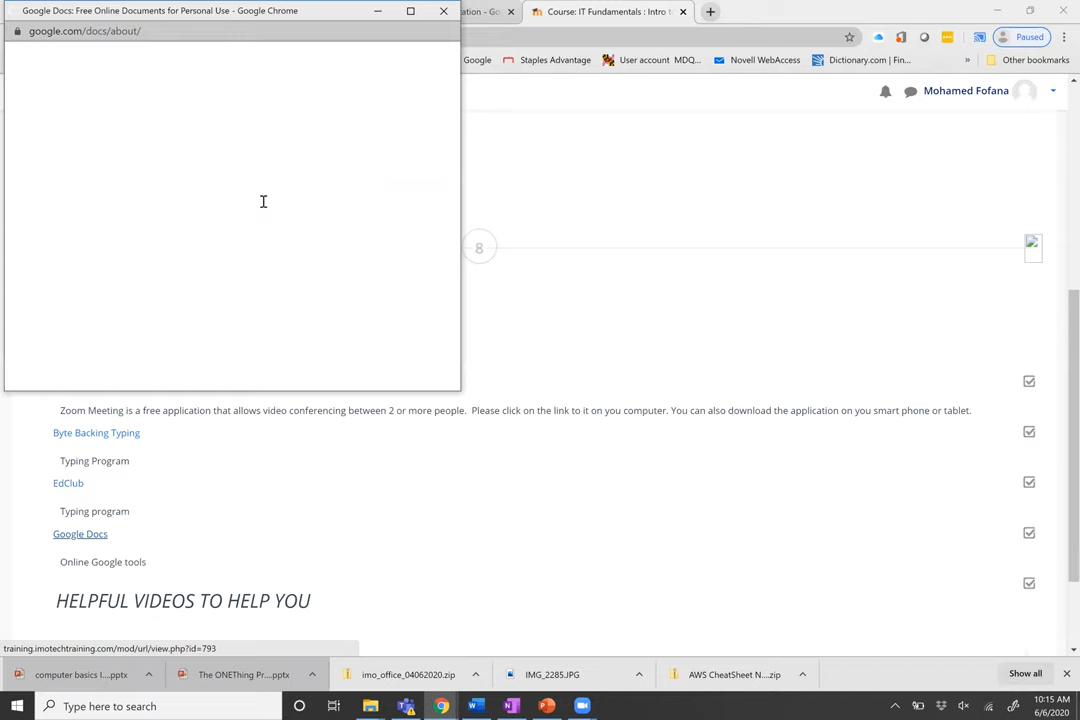 Google Docs: Free Online Documents for Personal Use - Google Chrome
google.com/docs/about/
ation - Go
Course: IT Fundamentals : Intro t
Paused
Google
Staples Advantage
User account MDQ...
Novell WebAccess
Dictionary.com | Fin...
»
Other bookmarks
Mohamed Fofana
8
Zoom Meeting is a free application that allows video conferencing between 2 or more people. Please click on the link to it on you computer. You can also download the application on you smart phone or tablet.
Byte Backing Typing
Typing Program
EdClub
Typing program
Google Docs
Online Google tools
HELPFUL VIDEOS TO HELP YOU
training.imotechtraining.com/mod/url/view.php?id=793
computer basics I....pptx
The ONEThing Pr....pptx
imo_office_04062020.zip
IMG_2285.JPG
AWS CheatSheet N....zip
Show all
Type here to search
10:15 AM
6/6/2020